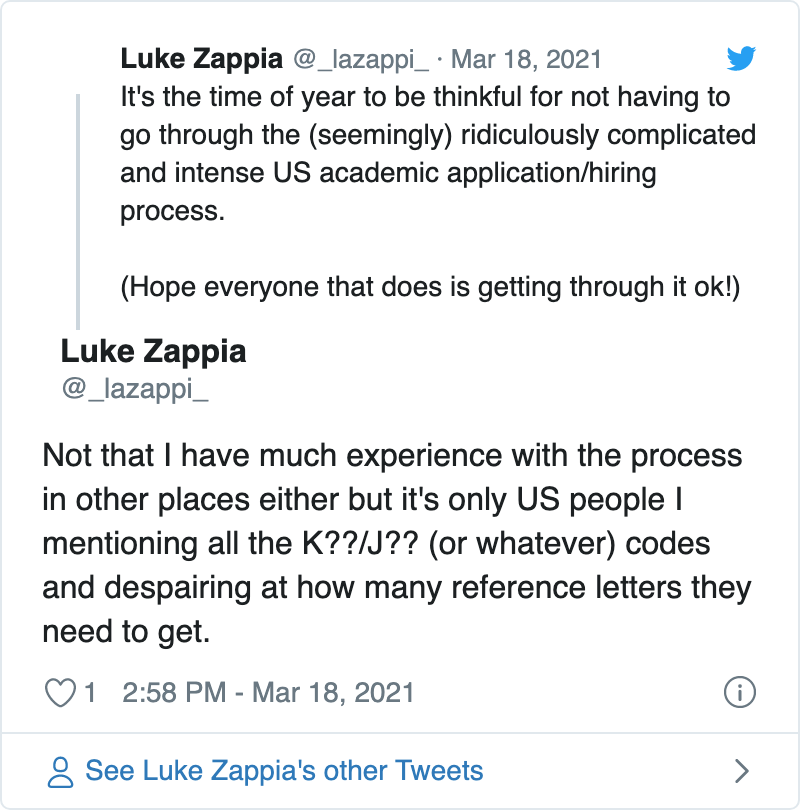 Luke Zappia @_lazappi_ · Mar 18, 2021
It's the time of year to be thinkful for not having to
go through the (seemingly) ridiculously complicated
and intense US academic application/hiring
process.
(Hope everyone that does is getting through it ok!)
Luke Zappia
@_lazappi_
Not that I have much experience with the process
in other places either but it's only US people I
mentioning all the K??/J?? (or whatever) codes
and despairing at how many reference letters they
need to get.
1 2:58 PM - Mar 18, 2021
See Luke Zappia's other Tweets